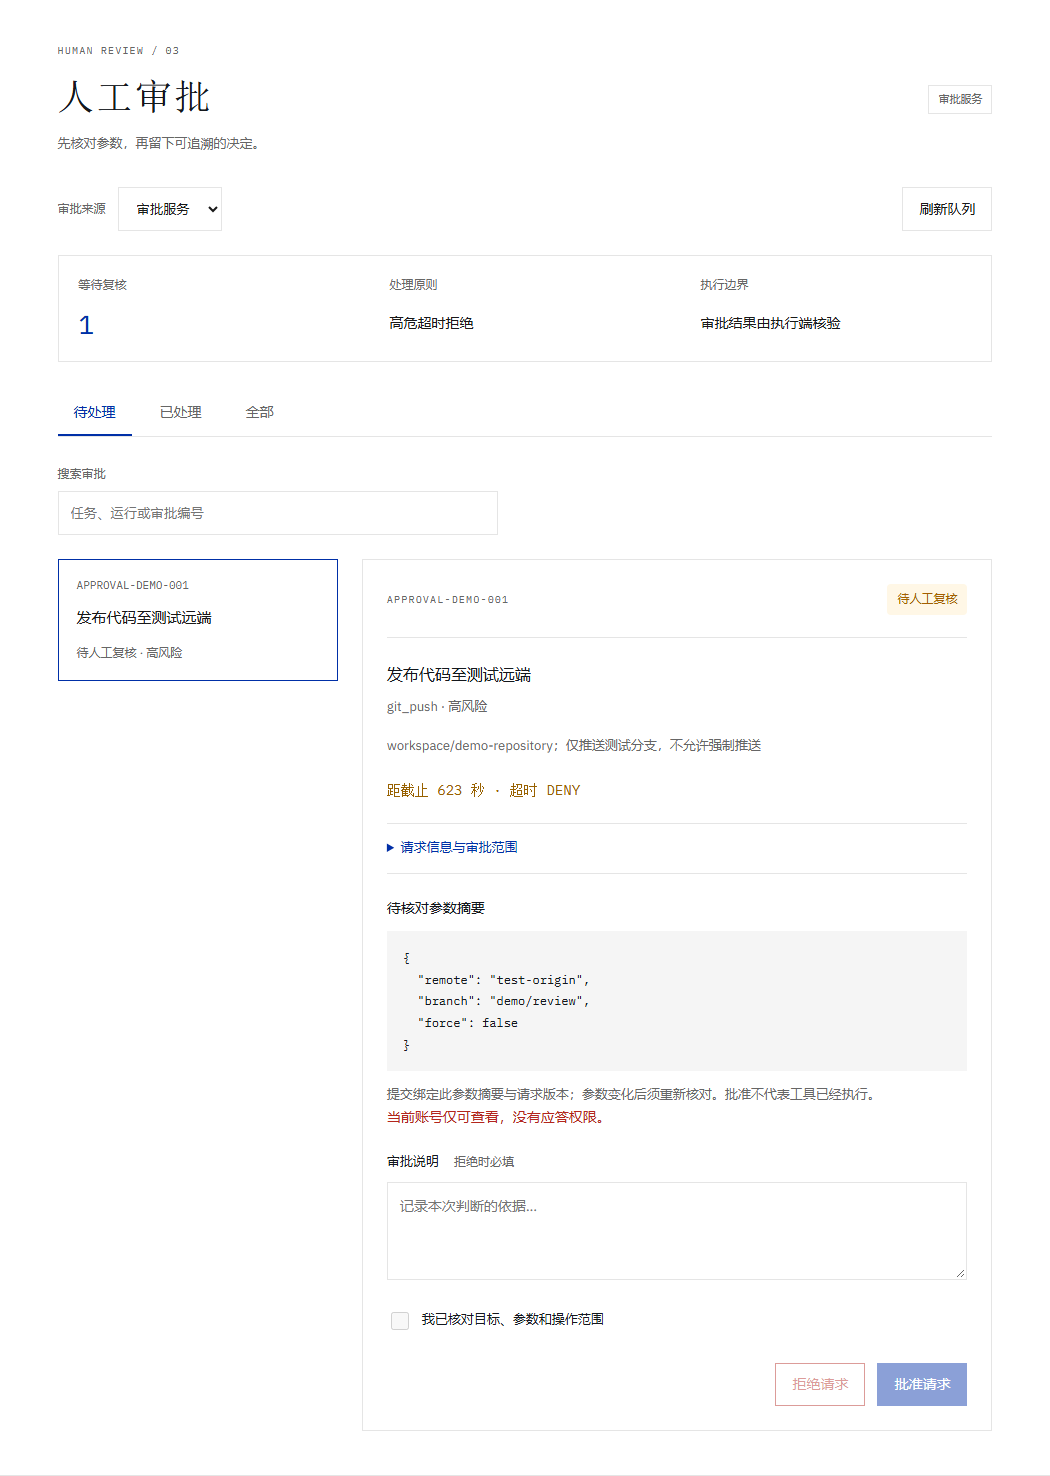 HUMAN REVIEW / 03
人工审批
审批服务
先核对参数，再留下可追溯的决定。
审批来源
审批服务
刷新队列
等待复核
处理原则
执行边界
1
高危超时拒绝
审批结果由执行端核验
待处理
已处理
全部
搜索审批
任务、运行或审批编号
APPROVAL-DEMO-001
发布代码至测试远端
待人工复核 · 高风险
APPROVAL-DEMO-001
待人工复核
发布代码至测试远端
git_push · 高风险
workspace/demo-repository；仅推送测试分支，不允许强制推送
距截止 623 秒 · 超时 DENY
请求信息与审批范围
待核对参数摘要
{
"remote": "test-origin",
"branch": "demo/review",
"force": false
}
提交绑定此参数摘要与请求版本；参数变化后须重新核对。批准不代表工具已经执行。
当前账号仅可查看，没有应答权限。
审批说明 拒绝时必填
记录本次判断的依据...
我已核对目标、参数和操作范围
拒绝请求
批准请求